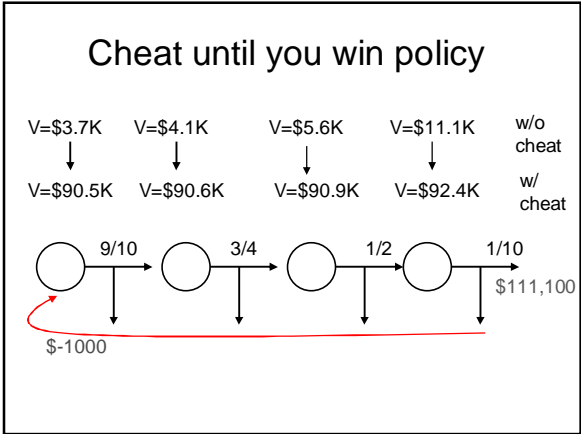 Cheat until you win policy
V=$3.7K V=$4.1K V=$5.6K V=$11.1K w/o
cheat
V=$90.5K V=$90.6K V=$90.9K V=$92.4K w/
cheat
9/10 3/4 1/2 1/10
$111,100
$-1000